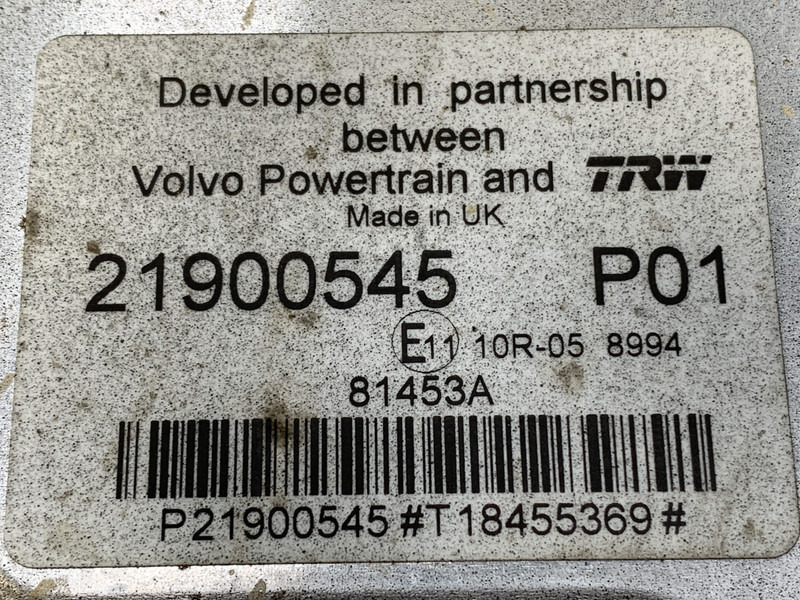 Developed in partnership
between
Volvo Powertrain and TRW
Made in UK
21900545 P01
E11 10R-05 8994
81453A
P21900545#T18455369#